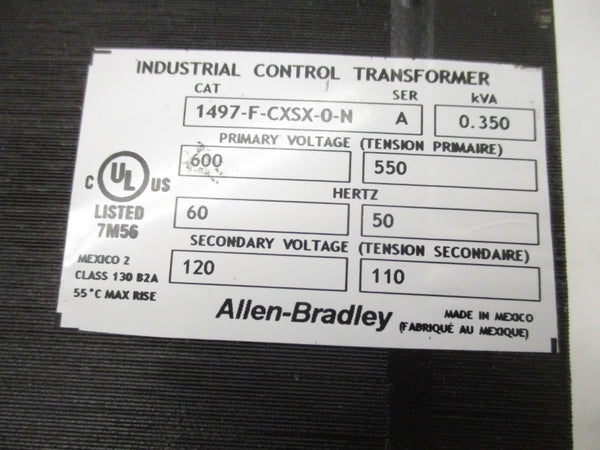 INDUSTRIAL CONTROL TRANSFORMER
CAT SER kVA
1497-F-CXSX-0-N A 0.350
PRIMARY VOLTAGE (TENSION PRIMAIRE)
600 550
HERTZ
60 50
SECONDARY VOLTAGE (TENSION SECONDAIRE)
120 110
C UL US
LISTED
7M56
MEXICO 2
CLASS 130 B2A
55°C MAX RISE
Allen-Bradley
MADE IN MEXICO
(FABRIQUÉ AU MEXIQUE)